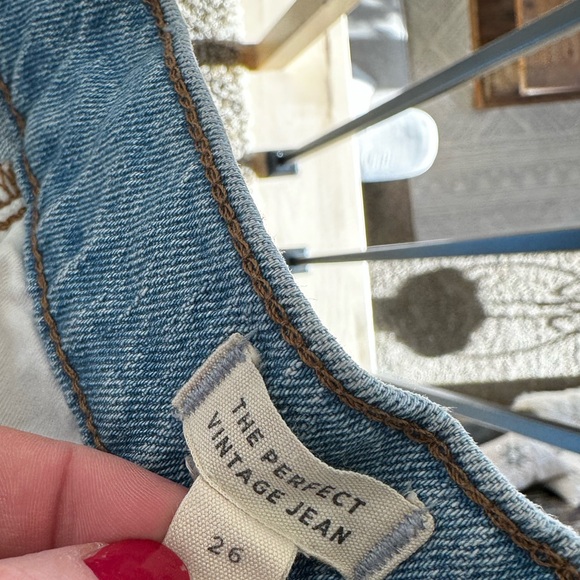 THE PERFECT
VINTAGE JEAN
26